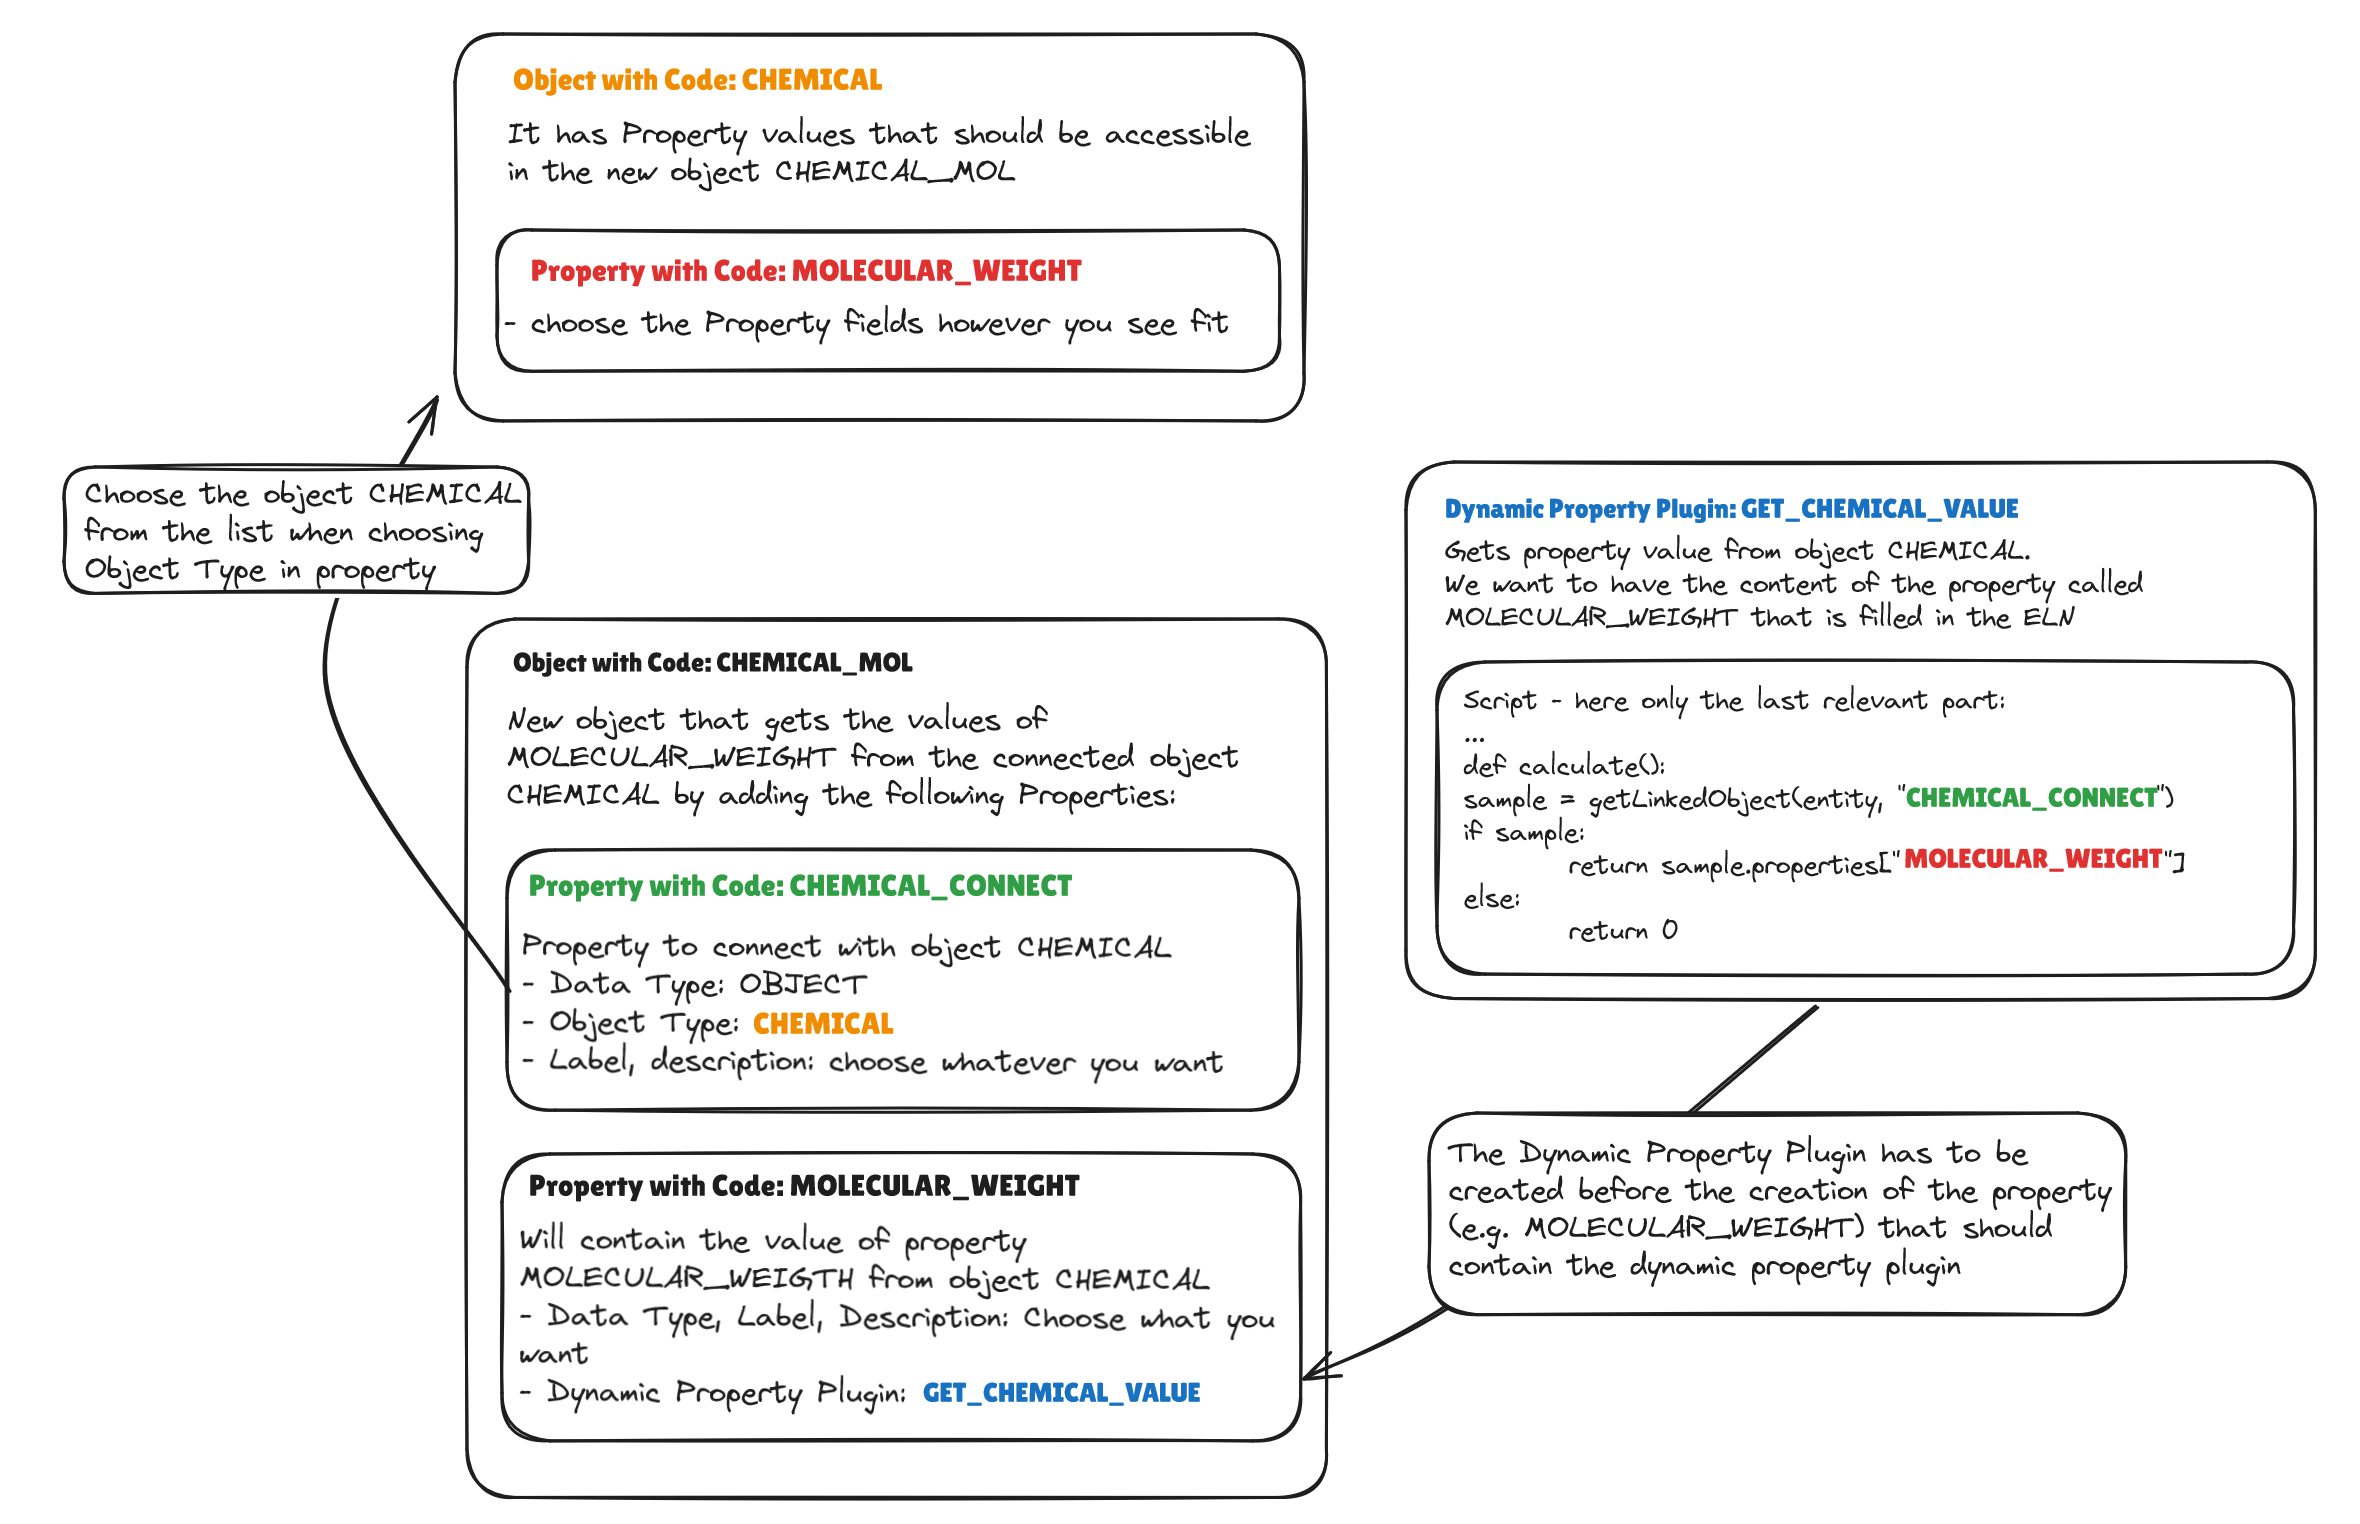 Object with Code: CHEMICAL
It has Property values that should be accessible
in the new object CHEMICAL_MOL
Property with Code: MOLECULAR_WEIGHT
- choose the Property fields however you see fit
Choose the object CHEMICAL
from the list when choosing
Object Type in property
Object with Code: CHEMICAL_MOL
New object that gets the values of
MOLECULAR_WEIGHT from the connected object
CHEMICAL by adding the following Properties:
Property with Code: CHEMICAL_CONNECT
Property to connect with object CHEMICAL
- Data Type: OBJECT
- Object Type: CHEMICAL
- Label, description: choose whatever you want
Property with Code: MOLECULAR_WEIGHT
Will contain the value of property
MOLECULAR_WEIGTH from object CHEMICAL
- Data Type, Label, Description: Choose what you
want
- Dynamic Property Plugin: GET_CHEMICAL_VALUE
Dynamic Property Plugin: GET_CHEMICAL_VALUE
Gets property value from object CHEMICAL.
We want to have the content of the property called
MOLECULAR_WEIGHT that is filled in the ELN
Script - here only the last relevant part:
...
def calculate():
sample = getLinkedObject(entity, "CHEMICAL_CONNECT")
if sample:
return sample.properties["MOLECULAR_WEIGHT"]
else:
return 0
The Dynamic Property Plugin has to be
created before the creation of the property
(e.g. MOLECULAR_WEIGHT) that should
contain the dynamic property plugin